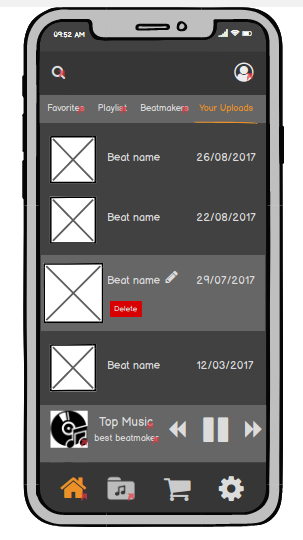 09:52 AM
Favorites Playlist Beatmakers Your Uploads
Beat name 26/08/2017
Beat name 22/08/2017
Beat name 29/07/2017
Delete
Beat name 12/03/2017
Top Music
best beatmaker